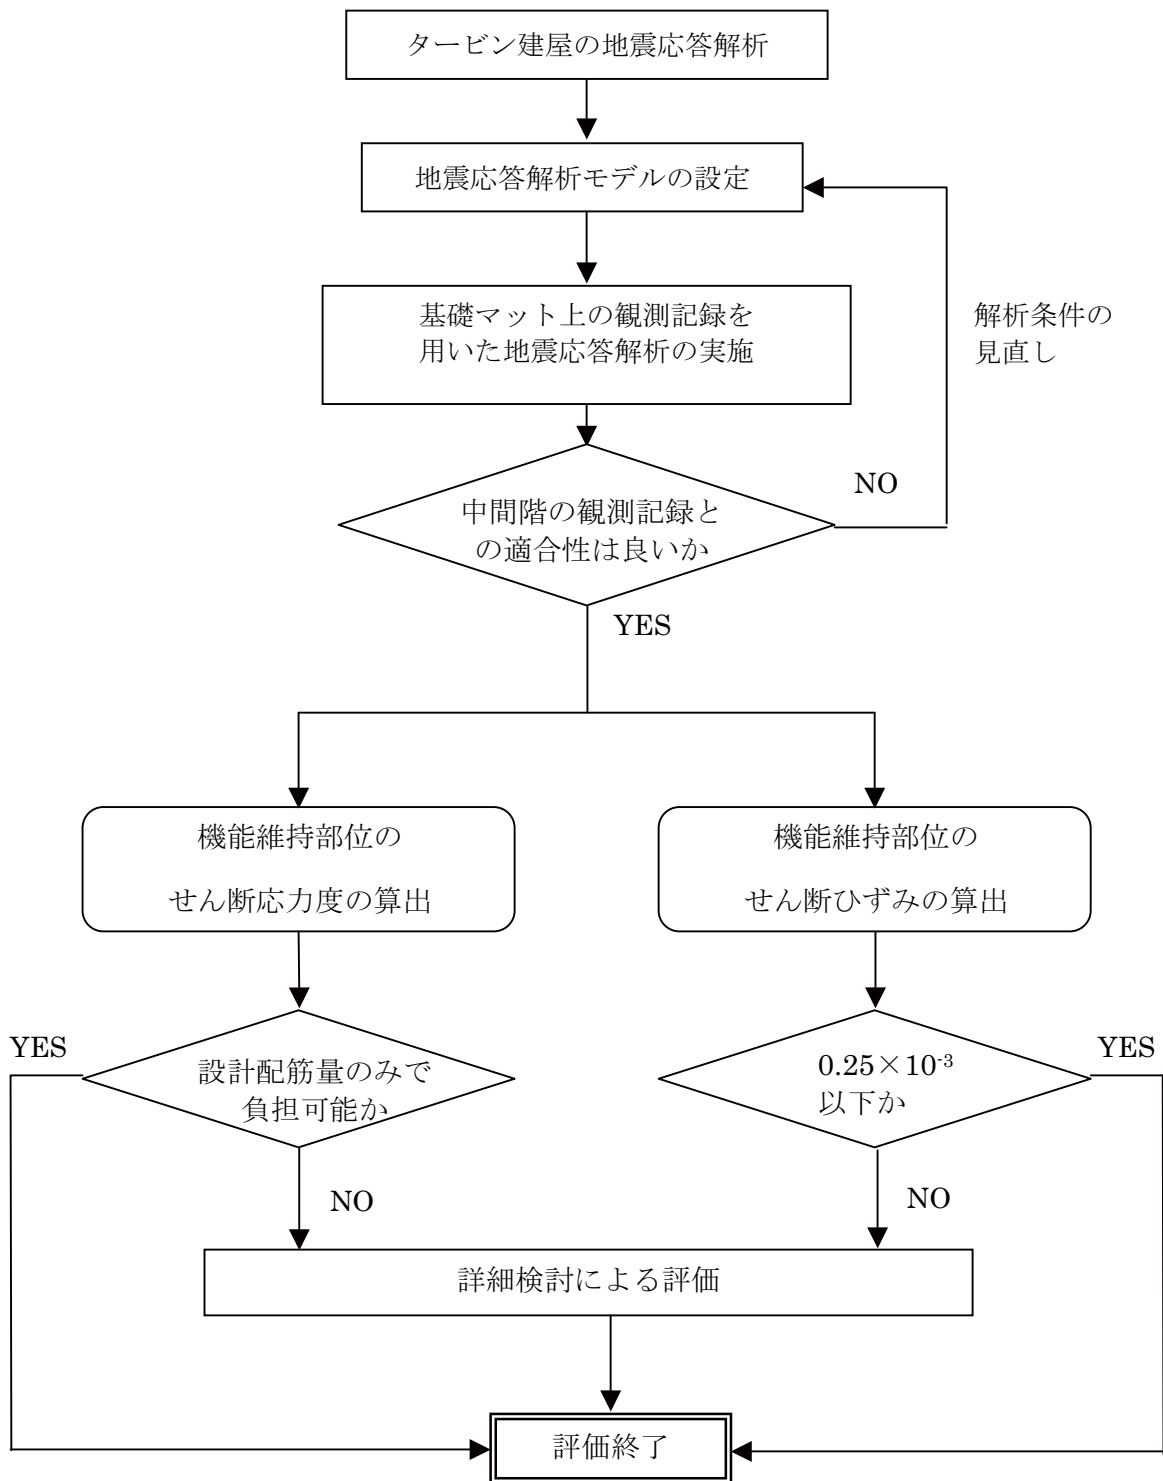 タービン建屋の地震応答解析
地震応答解析モデルの設定
基礎マット上の観測記録を
用いた地震応答解析の実施
解析条件の
見直し
中間階の観測記録と
の適合性は良いか
NO
YES
機能維持部位の
せん断応力度の算出
機能維持部位の
せん断ひずみの算出
YES
設計配筋量のみで
負担可能か
0.25×10⁻³
以下か
YES
NO
NO
詳細検討による評価
評価終了